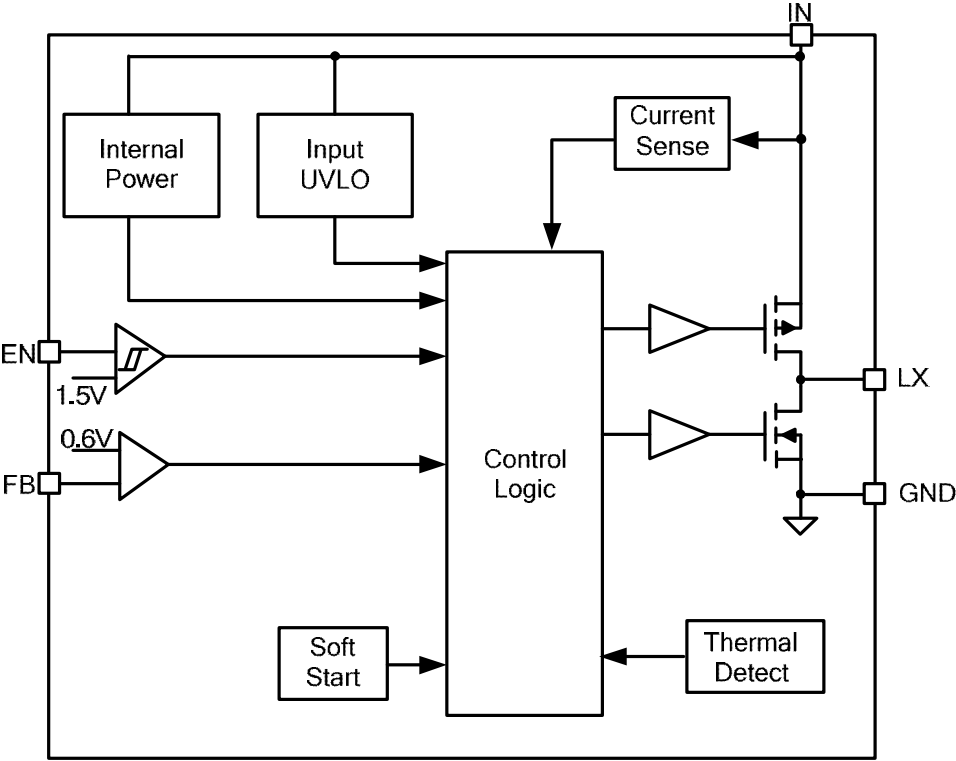 IN
Current
Sense
Internal
Power
Input
UVLO
EN
1.5V
LX
0.6V
Control
Logic
FB
GND
Soft
Start
Thermal
Detect